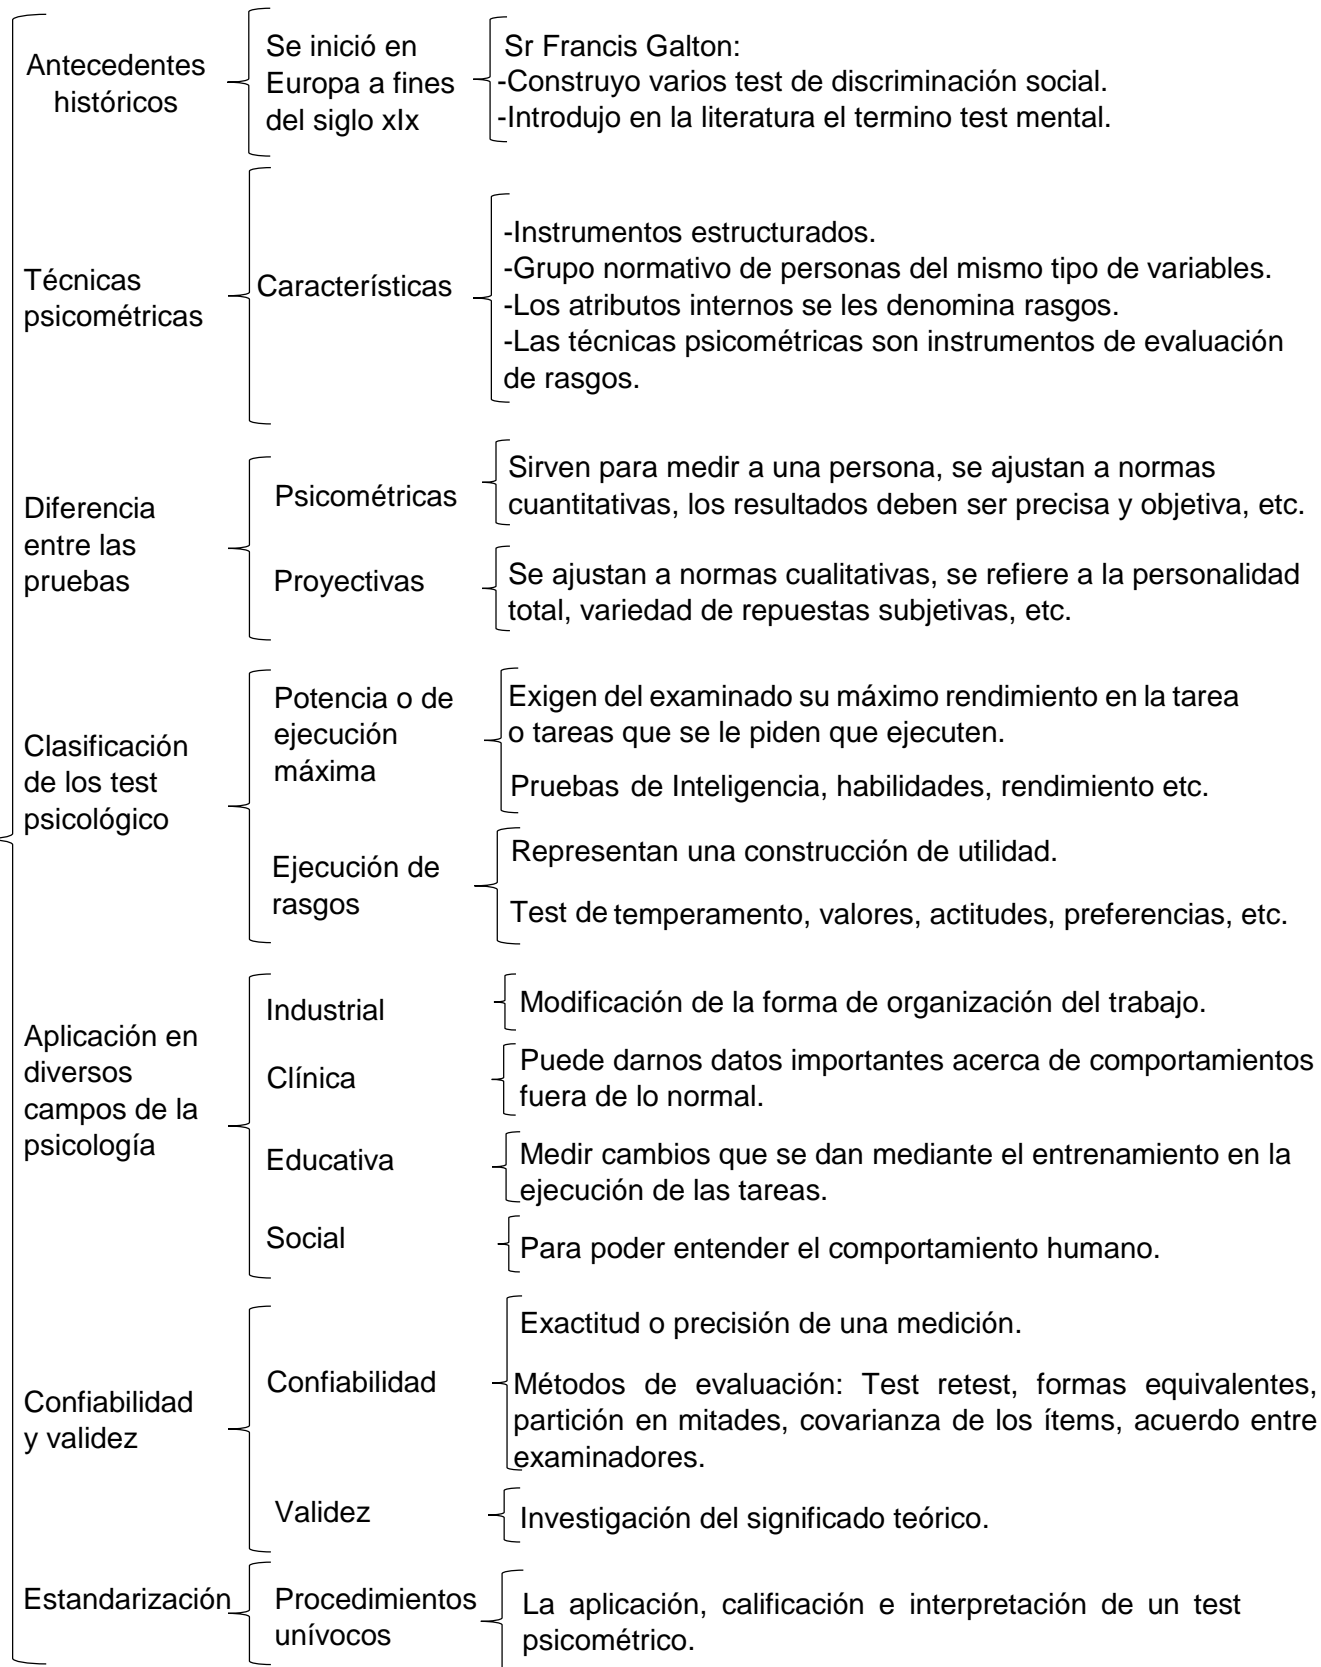 Antecedentes
históricos
Se inició en
Europa a fines
del siglo xIx
Sr Francis Galton:
-Construyo varios test de discriminación social.
-Introdujo en la literatura el termino test mental.
Técnicas
psicométricas
Características
-Instrumentos estructurados.
-Grupo normativo de personas del mismo tipo de variables.
-Los atributos internos se les denomina rasgos.
-Las técnicas psicométricas son instrumentos de evaluación
de rasgos.
Diferencia
entre las
pruebas
Psicométricas
Sirven para medir a una persona, se ajustan a normas
cuantitativas, los resultados deben ser precisa y objetiva, etc.
Proyectivas
Se ajustan a normas cualitativas, se refiere a la personalidad
total, variedad de repuestas subjetivas, etc.
Clasificación
de los test
psicológico
Potencia o de
ejecución
máxima
Exigen del examinado su máximo rendimiento en la tarea
o tareas que se le piden que ejecuten.
Pruebas de Inteligencia, habilidades, rendimiento etc.
Ejecución de
rasgos
Representan una construcción de utilidad.
Test de temperamento, valores, actitudes, preferencias, etc.
Aplicación en
diversos
campos de la
psicología
Industrial
Modificación de la forma de organización del trabajo.
Clínica
Puede darnos datos importantes acerca de comportamientos
fuera de lo normal.
Educativa
Medir cambios que se dan mediante el entrenamiento en la
ejecución de las tareas.
Social
Para poder entender el comportamiento humano.
Confiabilidad
y validez
Confiabilidad
Exactitud o precisión de una medición.
Métodos de evaluación: Test retest, formas equivalentes,
partición en mitades, covarianza de los ítems, acuerdo entre
examinadores.
Validez
Investigación del significado teórico.
Estandarización
Procedimientos
unívocos
La aplicación, calificación e interpretación de un test
psicométrico.